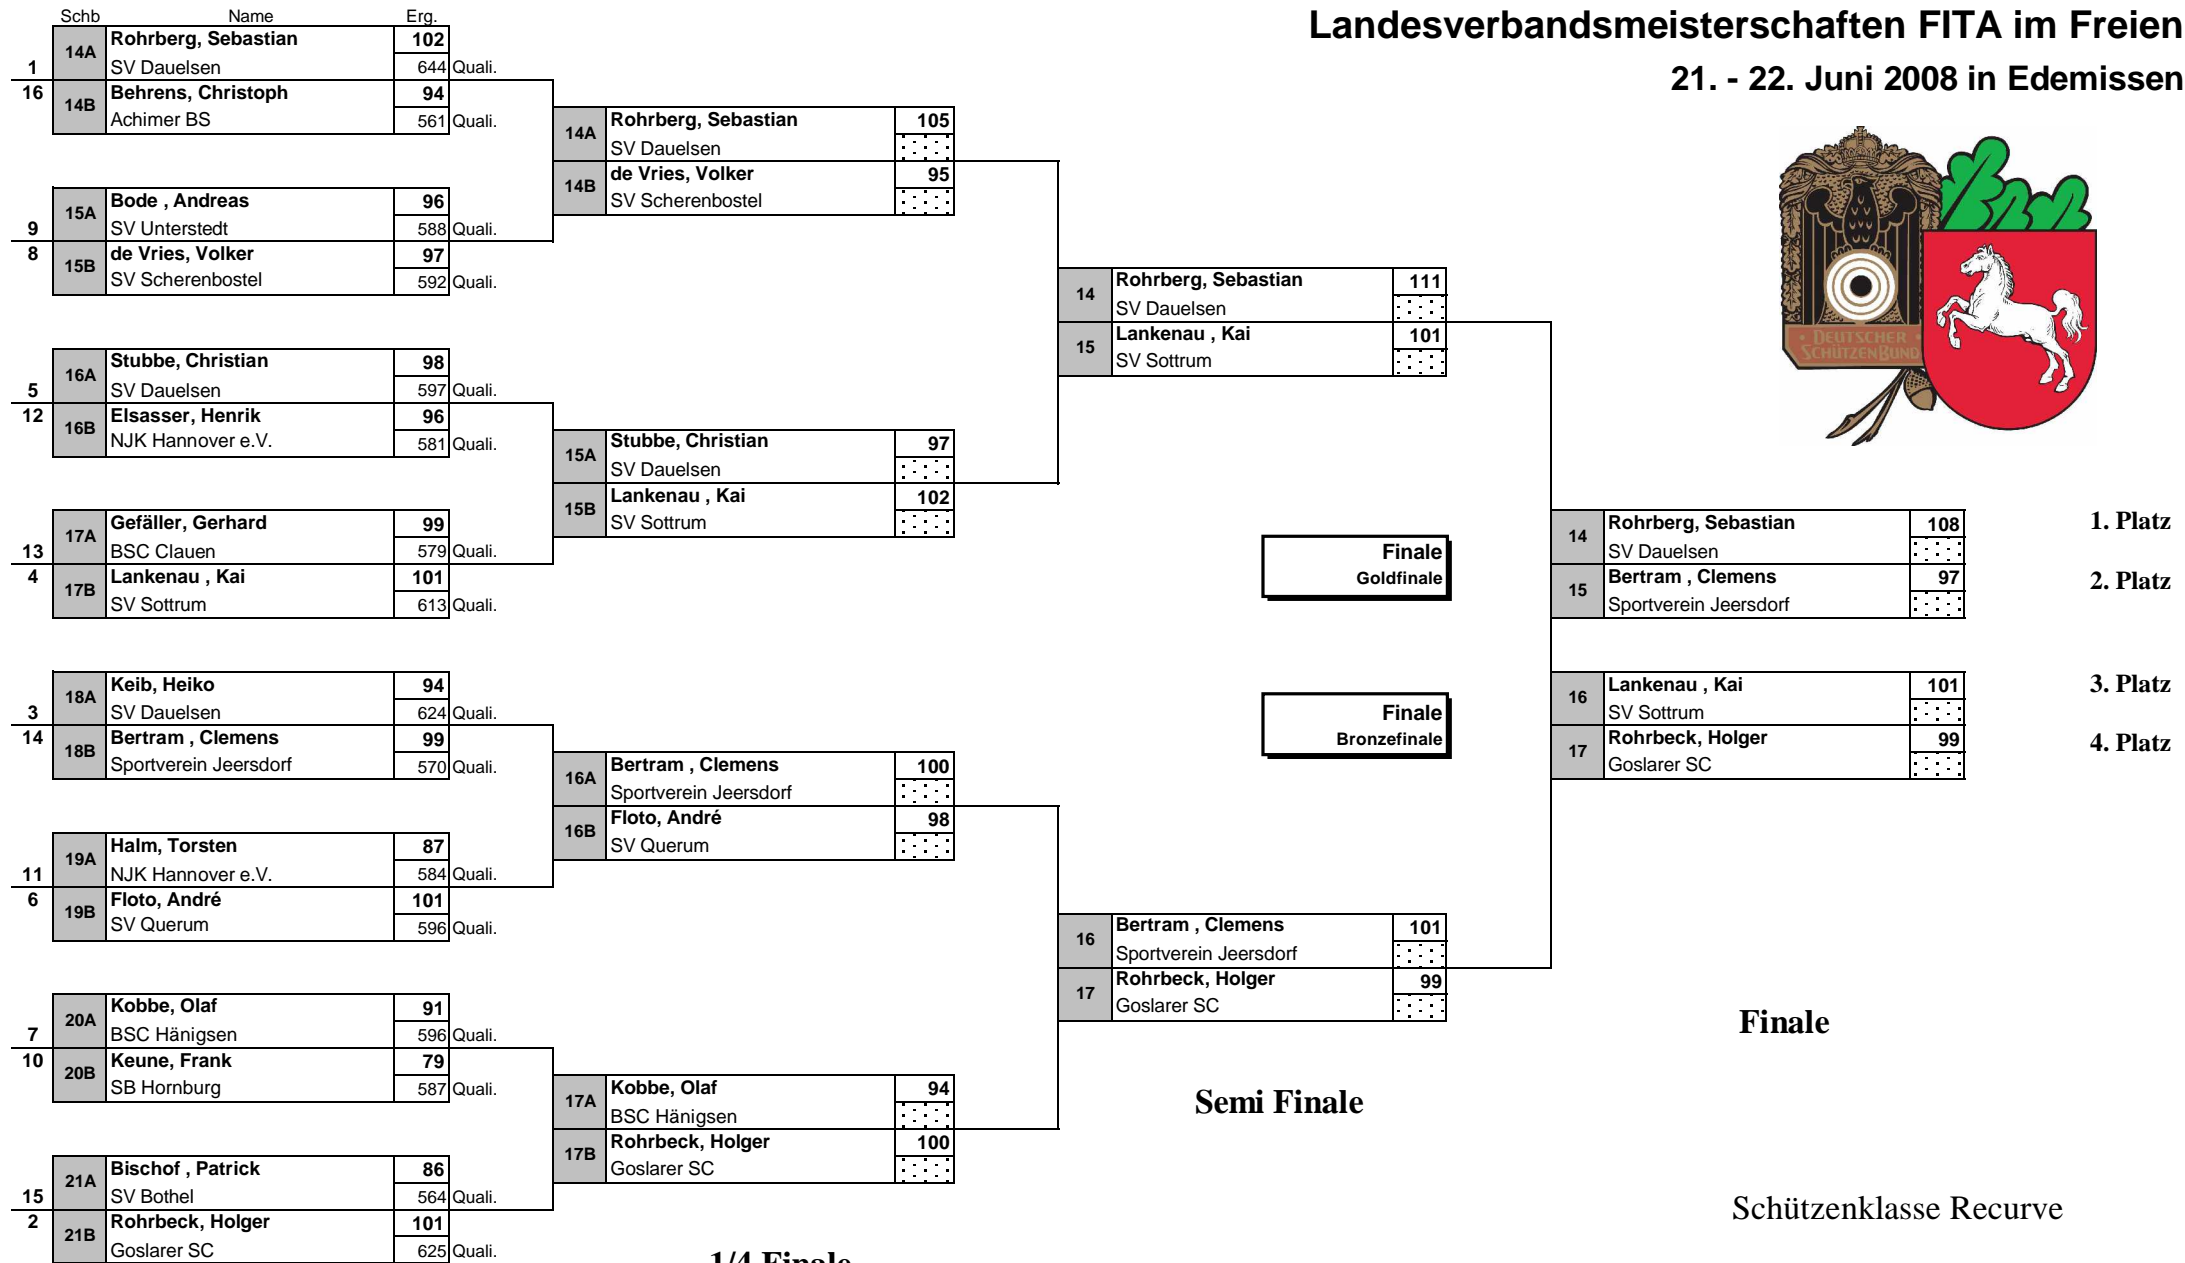 Landesverbandsmeisterschaften FITA im Freien
21. - 22. Juni 2008 in Edemissen
DEUTSCHER
SCHÜTZENBUND
Schb Name Erg.
14A Rohrberg, Sebastian 102
1 SV Dauelsen 644 Quali.
16 14B Behrens, Christoph 94
Achimer BS 561 Quali.
15A Bode , Andreas 96
9 SV Unterstedt 588 Quali.
8 15B de Vries, Volker 97
SV Scherenbostel 592 Quali.
16A Stubbe, Christian 98
5 SV Dauelsen 597 Quali.
12 16B Elsasser, Henrik 96
NJK Hannover e.V. 581 Quali.
17A Gefäller, Gerhard 99
13 BSC Clauen 579 Quali.
4 17B Lankenau , Kai 101
SV Sottrum 613 Quali.
18A Keib, Heiko 94
3 SV Dauelsen 624 Quali.
14 18B Bertram , Clemens 99
Sportverein Jeersdorf 570 Quali.
19A Halm, Torsten 87
11 NJK Hannover e.V. 584 Quali.
6 19B Floto, André 101
SV Querum 596 Quali.
20A Kobbe, Olaf 91
7 BSC Hänigsen 596 Quali.
10 20B Keune, Frank 79
SB Hornburg 587 Quali.
21A Bischof , Patrick 86
15 SV Bothel 564 Quali.
2 21B Rohrbeck, Holger 101
Goslarer SC 625 Quali.
14A Rohrberg, Sebastian 105
SV Dauelsen
14B de Vries, Volker 95
SV Scherenbostel
15A Stubbe, Christian 97
SV Dauelsen
15B Lankenau , Kai 102
SV Sottrum
16A Bertram , Clemens 100
Sportverein Jeersdorf
16B Floto, André 98
SV Querum
17A Kobbe, Olaf 94
BSC Hänigsen
17B Rohrbeck, Holger 100
Goslarer SC
1/4 Finale
14 Rohrberg, Sebastian 111
SV Dauelsen
15 Lankenau , Kai 101
SV Sottrum
16 Bertram , Clemens 101
Sportverein Jeersdorf
17 Rohrbeck, Holger 99
Goslarer SC
Semi Finale
Finale
Goldfinale
14 Rohrberg, Sebastian 108 1. Platz
SV Dauelsen
15 Bertram , Clemens 97 2. Platz
Sportverein Jeersdorf
Finale
Bronzefinale
16 Lankenau , Kai 101 3. Platz
SV Sottrum
17 Rohrbeck, Holger 99 4. Platz
Goslarer SC
Finale
Schützenklasse Recurve